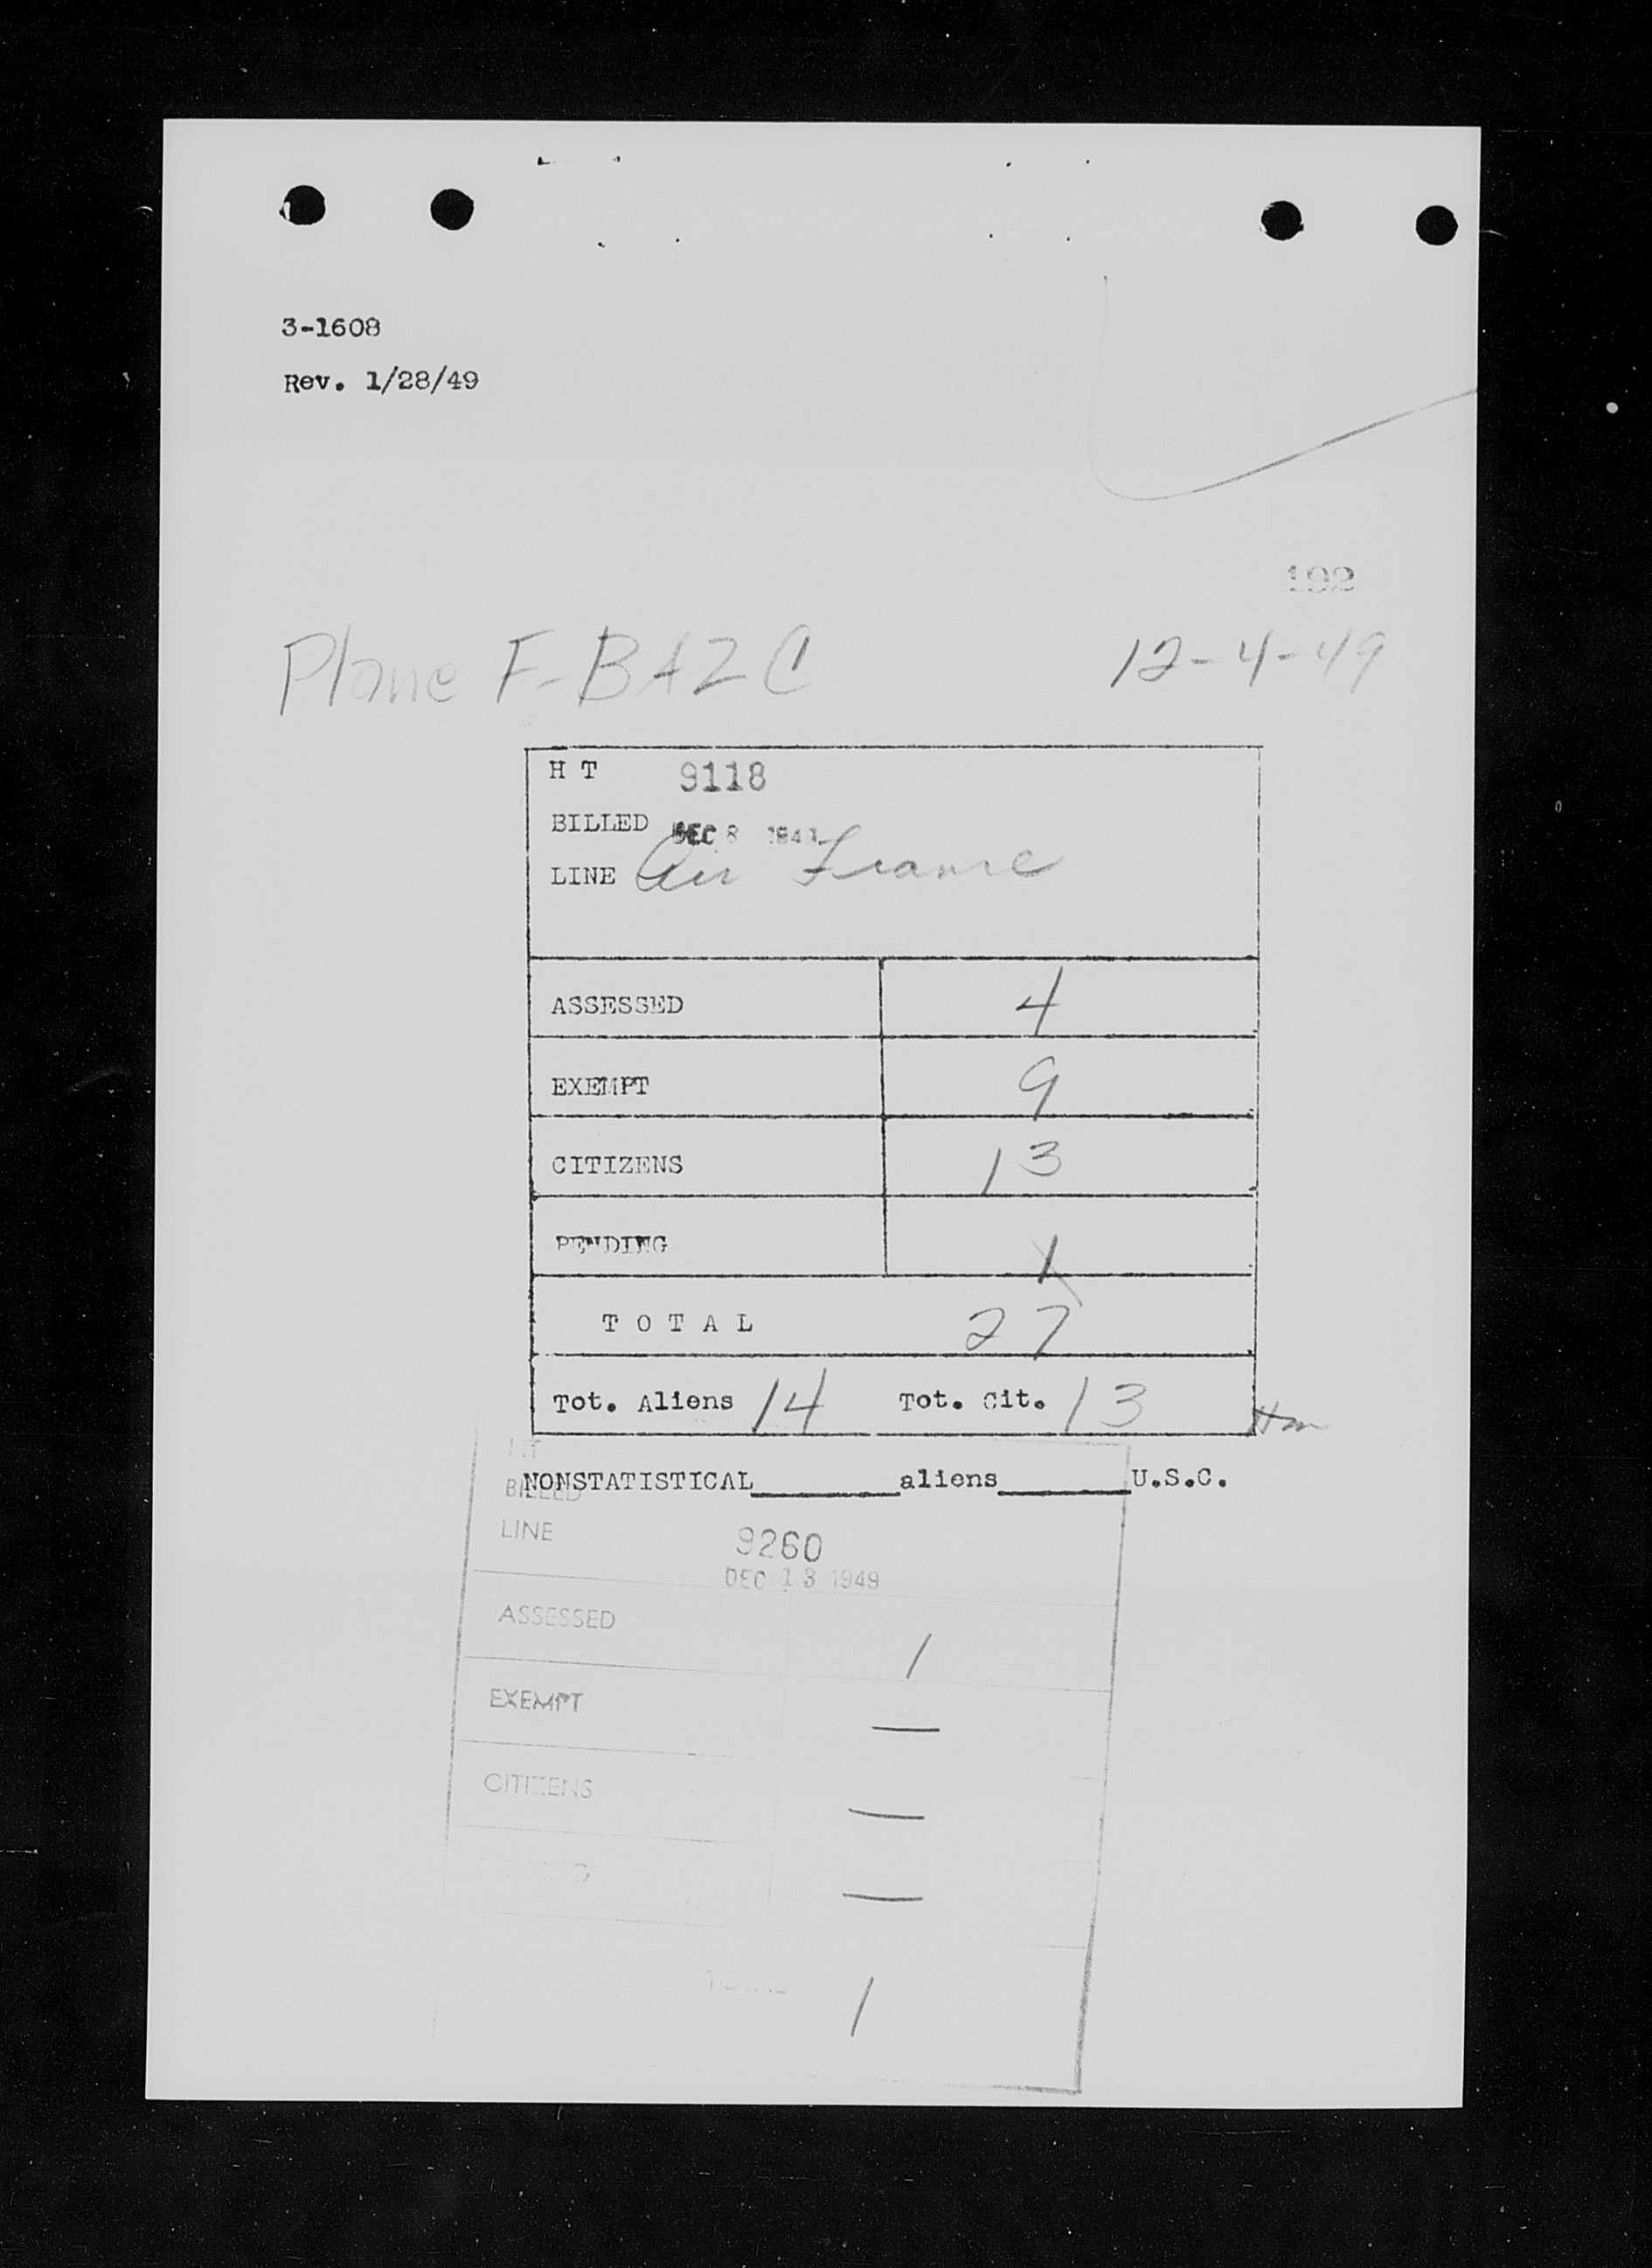 3-1608
Rev. 1/28/49
192
Plane F-BAZC 12-4-49
H T 9118
BILLED DEC 8 1949
LINE Air France
ASSESSED 4
EXEMPT 9
CITIZENS 13
PENDING 1
TOTAL 27
Tot. Aliens 14 Tot. Cit. 13
NONSTATISTICAL aliens U.S.C.
BILLED
LINE 9260
DEC 13 1949
ASSESSED 1
EXEMPT —
CITIZENS —
—
TOTAL 1